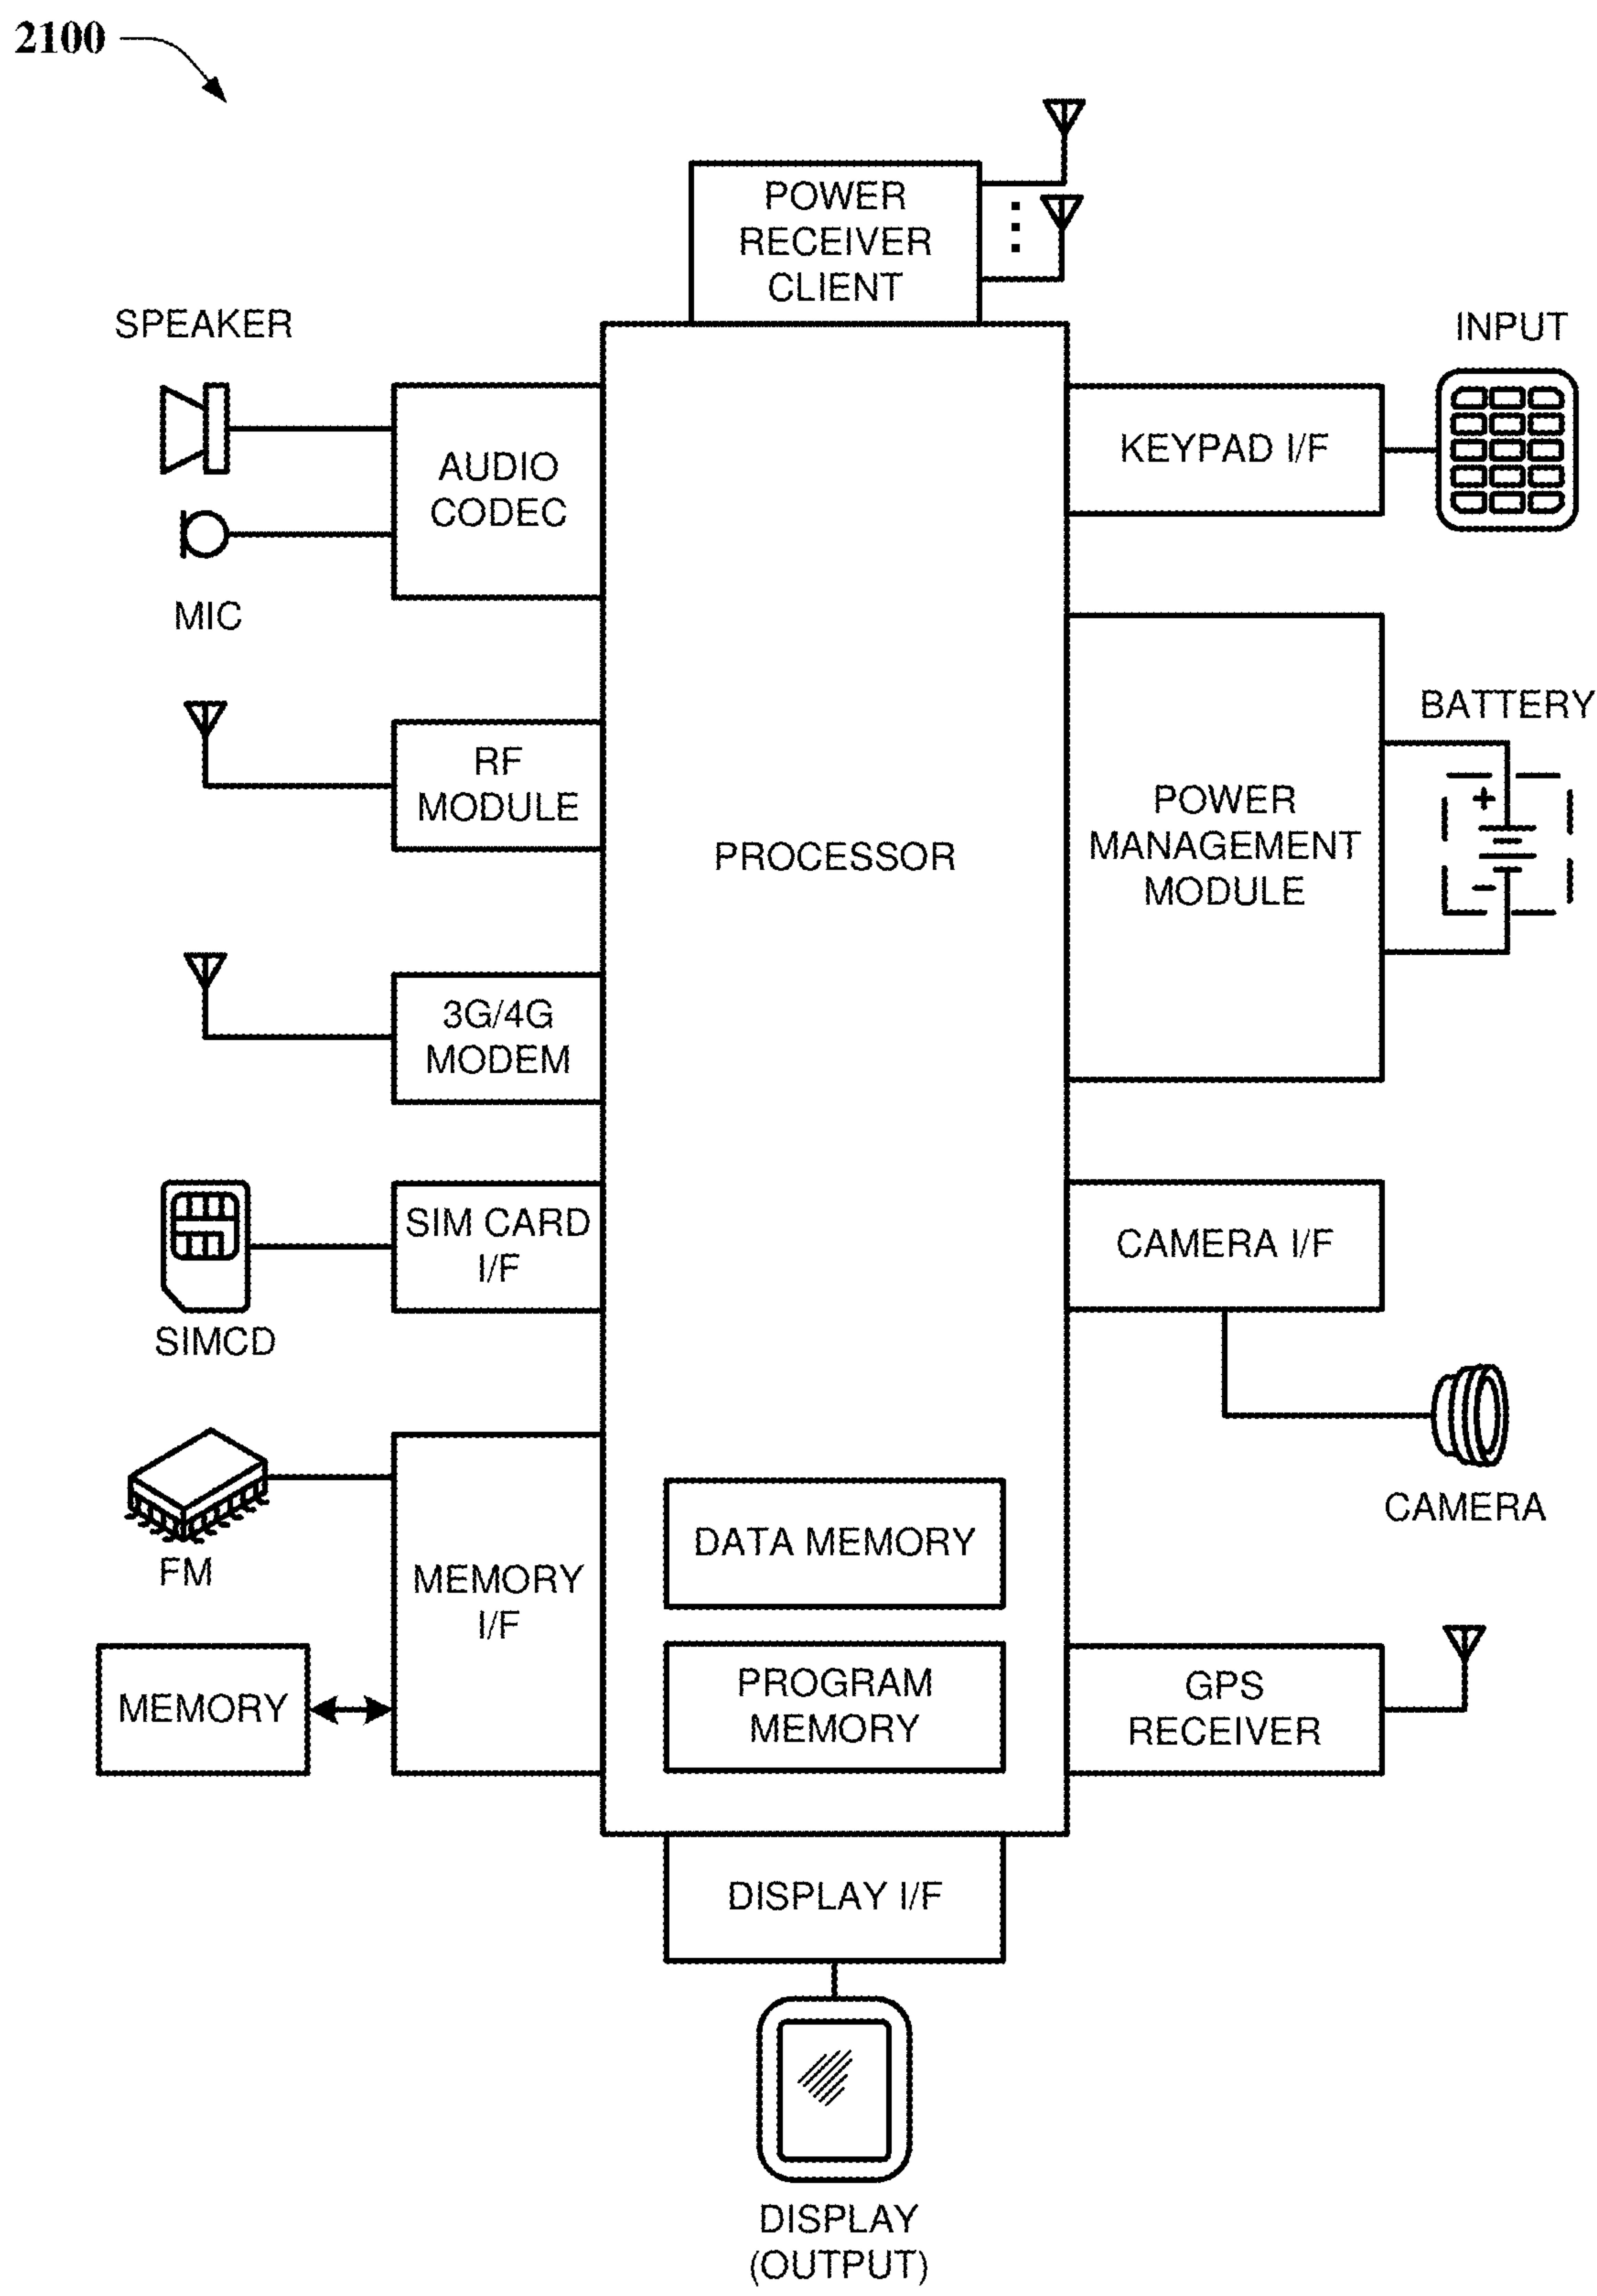 2100
POWER
RECEIVER
CLIENT
SPEAKER
INPUT
AUDIO
CODEC
KEYPAD I/F
MIC
BATTERY
RF
MODULE
PROCESSOR
POWER
MANAGEMENT
MODULE
+
−
3G/4G
MODEM
SIM CARD
I/F
CAMERA I/F
SIMCD
CAMERA
DATA MEMORY
FM
MEMORY
I/F
MEMORY
PROGRAM
MEMORY
GPS
RECEIVER
DISPLAY I/F
DISPLAY
(OUTPUT)